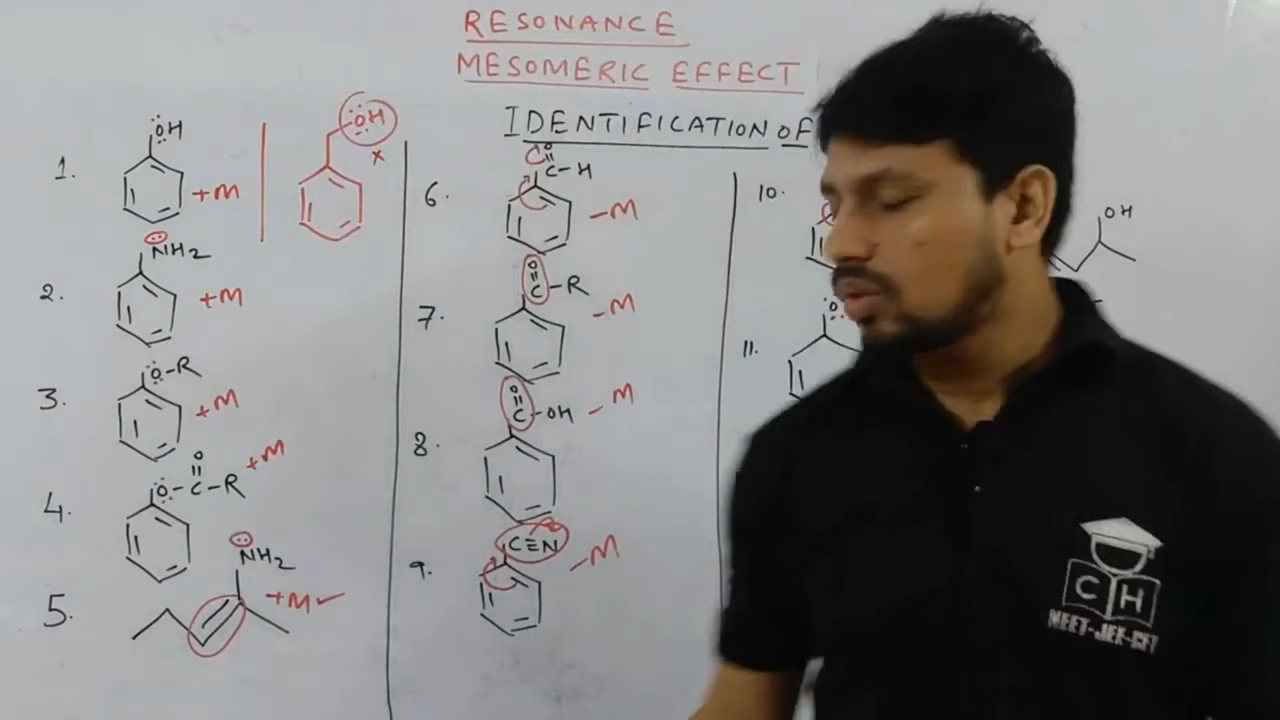 RESONANCE
MESOMERIC EFFECT
IDENTIFICATION OF
1.
OH
+M
OH
x
2.
NH2
+M
3.
O-R
+M
4.
O
O-C-R
+M
5.
NH2
+M✓
6.
O
C-H
-M
7.
O
C-R
-M
8.
O
C-OH
-M
9.
C≡N
-M
10.
OH
11.
O
C H
NEET-JEE-CET